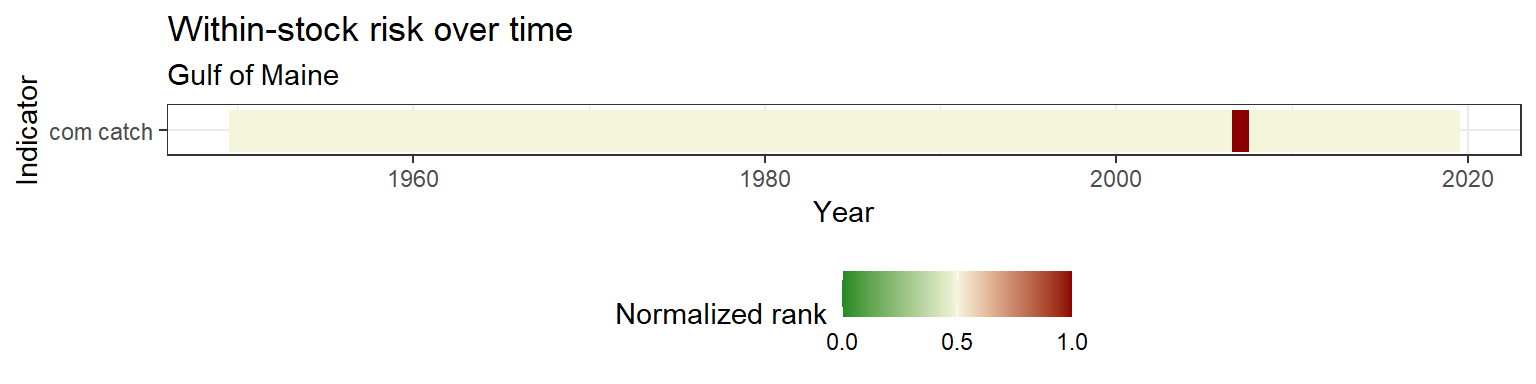 Within-stock risk over time
Gulf of Maine
Indicator
com catch
1960 1980 2000 2020
Year
Normalized rank
0.0 0.5 1.0